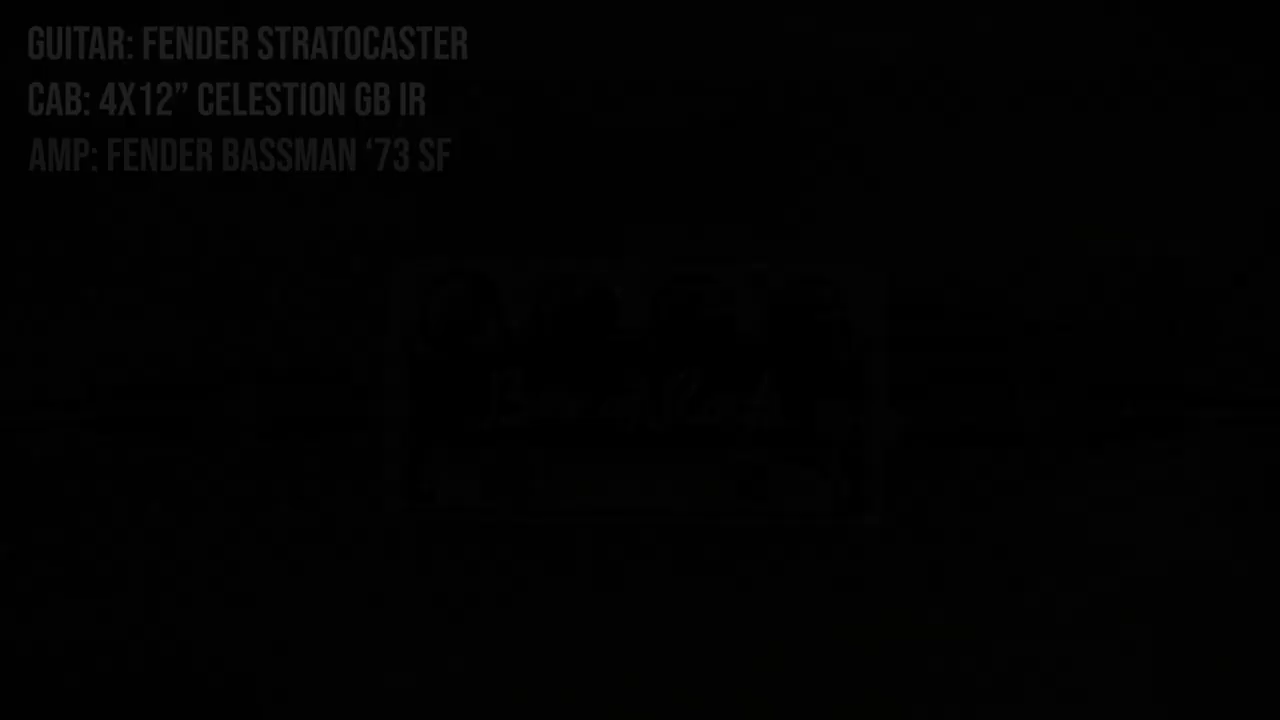 GUITAR: FENDER STRATOCASTER
CAB: 4X12” CELESTION GB IR
AMP: FENDER BASSMAN ‘73 SF